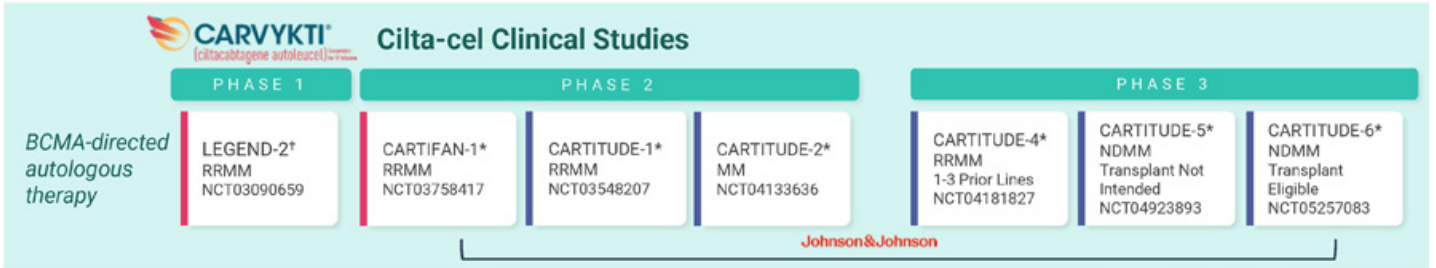 CARVYKTI®
(ciltacabtagene autoleucel)
Cilta-cel Clinical Studies
PHASE 1
PHASE 2
PHASE 3
BCMA-directed
autologous
therapy
LEGEND-2†
RRMM
NCT03090659
CARTIFAN-1*
RRMM
NCT03758417
CARTITUDE-1*
RRMM
NCT03548207
CARTITUDE-2*
MM
NCT04133636
CARTITUDE-4*
RRMM
1-3 Prior Lines
NCT04181827
CARTITUDE-5*
NDMM
Transplant Not
Intended
NCT04923893
CARTITUDE-6*
NDMM
Transplant
Eligible
NCT05257083
Johnson&Johnson